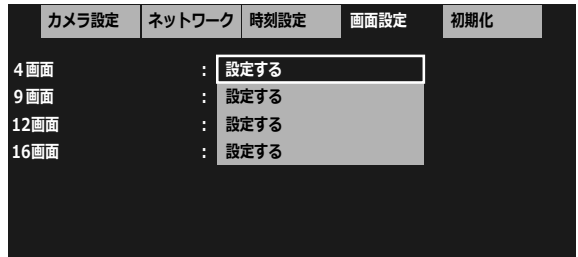 カメラ設定 ネットワーク 時刻設定 画面設定 初期化
4画面 : 設定する
9画面 : 設定する
12画面 : 設定する
16画面 : 設定する